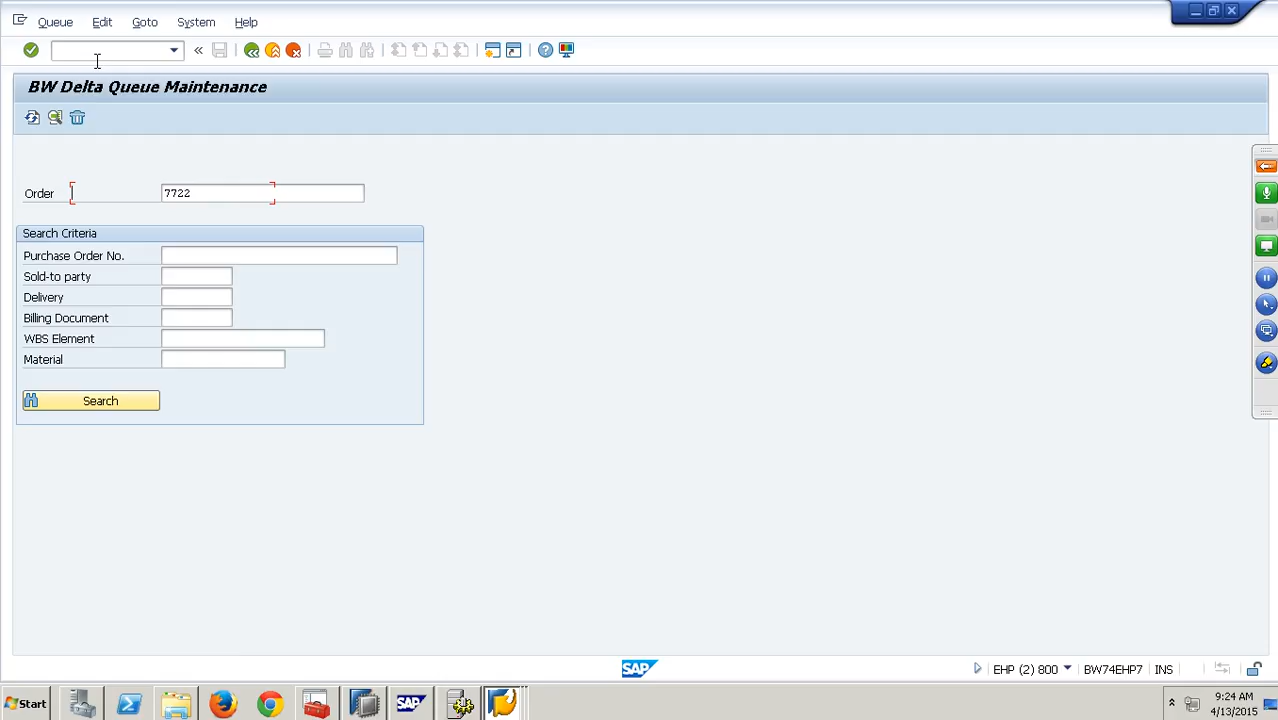 Queue Edit Goto System Help
BW Delta Queue Maintenance
Order 7722
Search Criteria
Purchase Order No.
Sold-to party
Delivery
Billing Document
WBS Element
Material
Search
SAP
EHP (2) 800 BW74EHP7 INS
Start
SAP
9:24 AM
4/13/2015